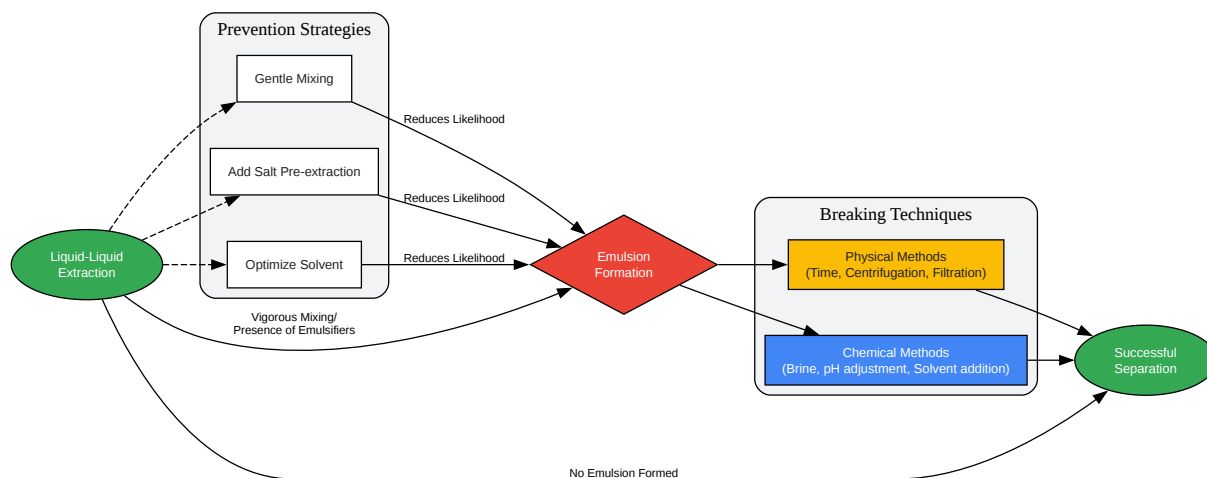 Prevention Strategies
Gentle Mixing
Reduces Likelihood
Add Salt Pre-extraction
Reduces Likelihood
Liquid-Liquid
Extraction
Optimize Solvent
Reduces Likelihood
Vigorous Mixing/
Presence of Emulsifiers
Emulsion
Formation
Breaking Techniques
Physical Methods
(Time, Centrifugation, Filtration)
Chemical Methods
(Brine, pH adjustment, Solvent addition)
Successful
Separation
No Emulsion Formed